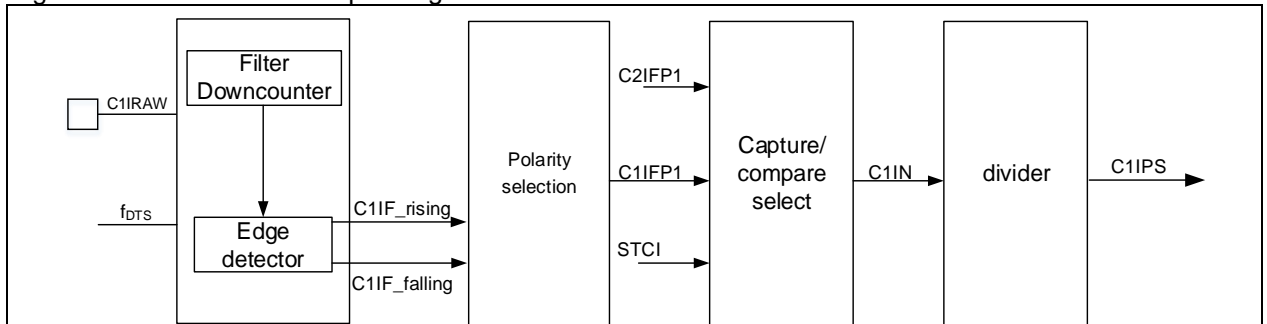 Filter
Downcounter
C1IRAW
fDTS
Edge
detector
C1IF_rising
C1IF_falling
Polarity
selection
C2IFP1
C1IFP1
STCI
Capture/
compare
select
C1IN
divider
C1IPS